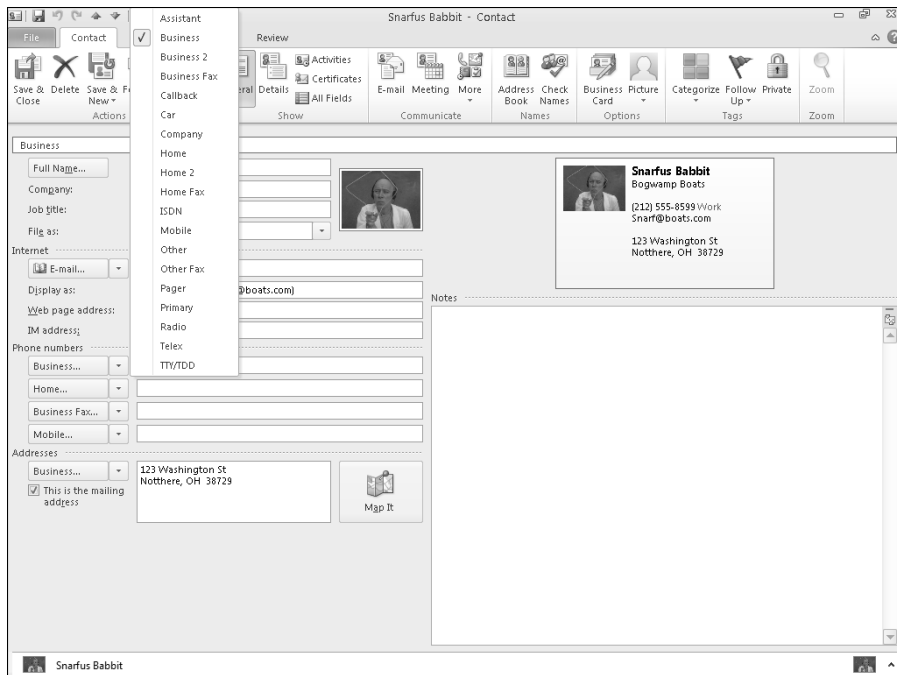 Snarfus Babbit - Contact
File
Contact
Review
Assistant
Business
Business 2
Business Fax
Callback
Car
Company
Home
Home 2
Home Fax
ISDN
Mobile
Other
Other Fax
Pager
Primary
Radio
Telex
TTY/TDD
Save & Close
Delete
Save & New
Actions
Details
Activities
Certificates
All Fields
Show
E-mail
Meeting
More
Communicate
Address Book
Check Names
Names
Business Card
Picture
Options
Categorize
Follow Up
Private
Tags
Zoom
Zoom
Business
Full Name...
Company:
Job title:
File as:
Internet
E-mail...
Display as:
@boats.com)
Web page address:
IM address:
Phone numbers
Business...
Home...
Business Fax...
Mobile...
Addresses
Business...
This is the mailing
address
123 Washington St
Notthere, OH 38729
Map It
Snarfus Babbit
Bogwamp Boats
(212) 555-8599 Work
Snarf@boats.com
123 Washington St
Notthere, OH 38729
Notes
Snarfus Babbit